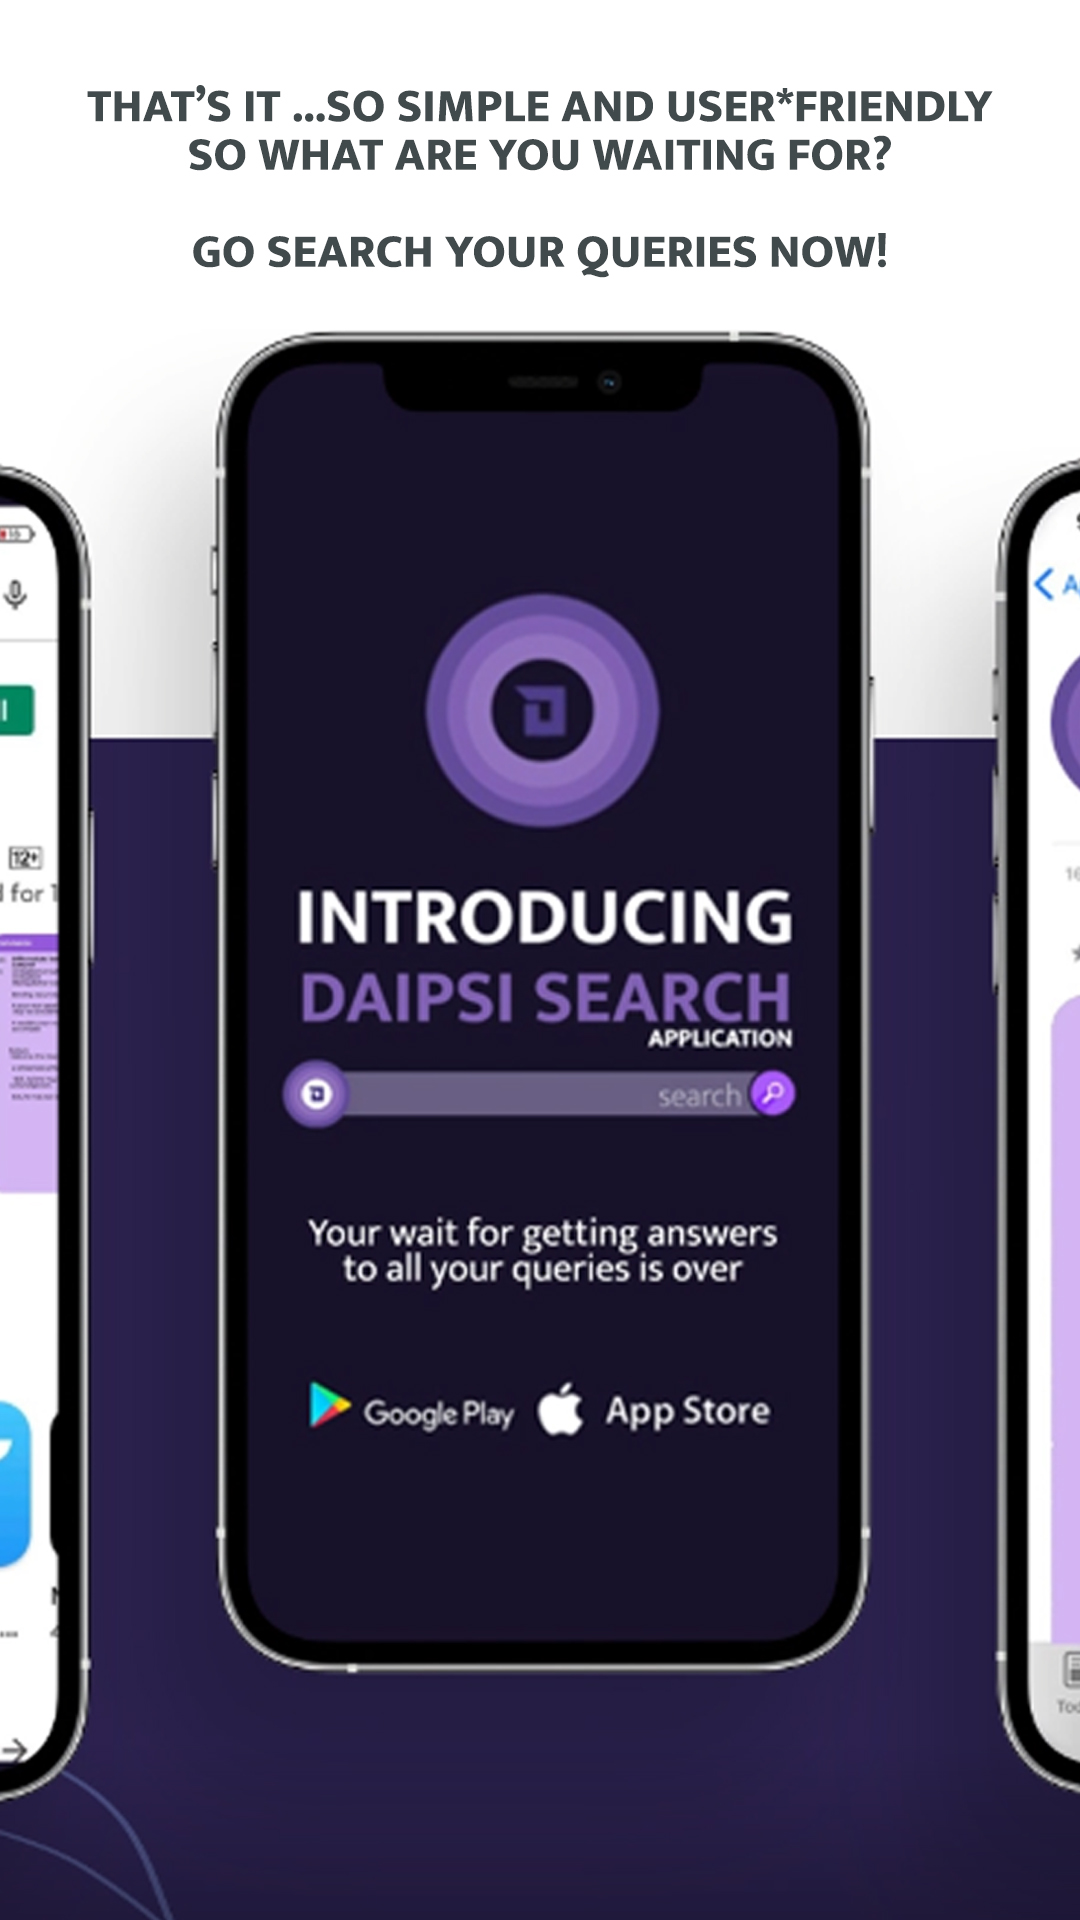 THAT’S IT ...SO SIMPLE AND USER*FRIENDLY
SO WHAT ARE YOU WAITING FOR?
GO SEARCH YOUR QUERIES NOW!
INTRODUCING
DAIPSI SEARCH
APPLICATION
search
Your wait for getting answers
to all your queries is over
Google Play
App Store
12+
for 1